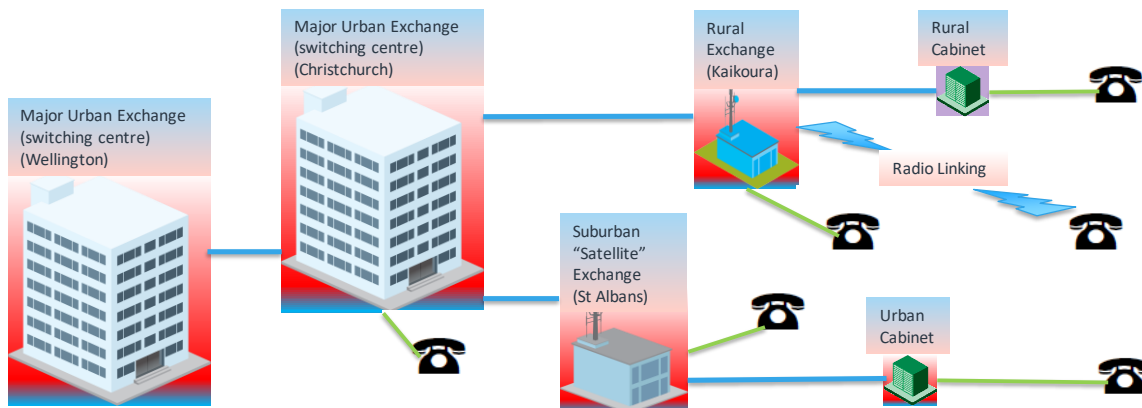 Major Urban Exchange
(switching centre)
(Wellington)
Major Urban Exchange
(switching centre)
(Christchurch)
Rural
Exchange
(Kaikoura)
Rural
Cabinet
Radio Linking
Suburban
“Satellite”
Exchange
(St Albans)
Urban
Cabinet